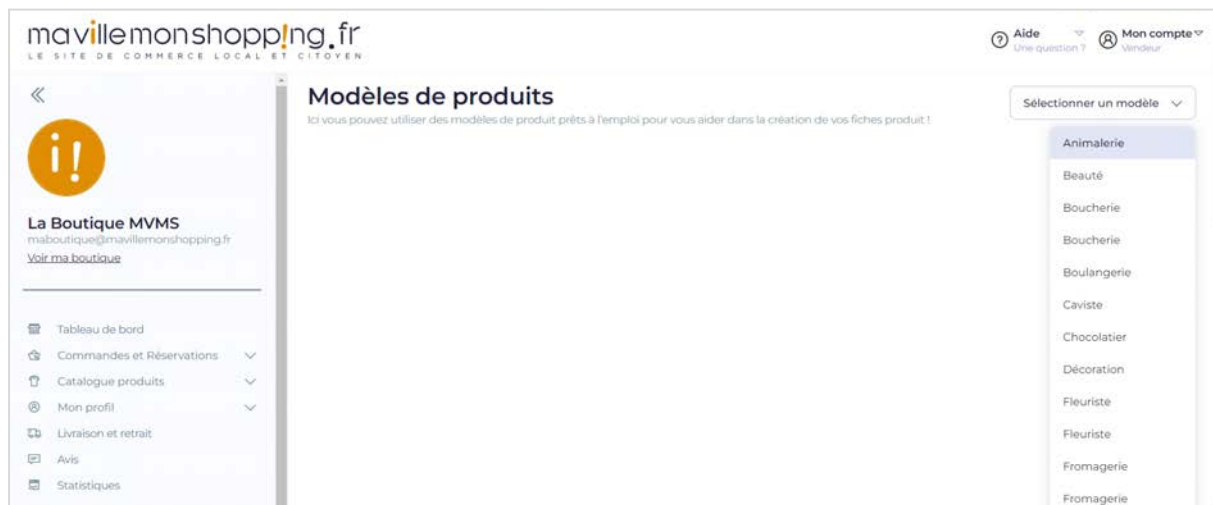 mavillemonshopp!ng.fr
LE SITE DE COMMERCE LOCAL ET CITOYEN
Aide
Une question ?
Mon compte
Vendeur
i!
La Boutique MVMS
maboutique@mavillemonshopping.fr
Voir ma boutique
Tableau de bord
Commandes et Réservations
Catalogue produits
Mon profil
Livraison et retrait
Avis
Statistiques
Modèles de produits
Ici vous pouvez utiliser des modèles de produit prêts à l'emploi pour vous aider dans la création de vos fiches produit !
Sélectionner un modèle
Animalerie
Beauté
Boucherie
Boucherie
Boulangerie
Caviste
Chocolatier
Décoration
Fleuriste
Fleuriste
Fromagerie
Fromagerie